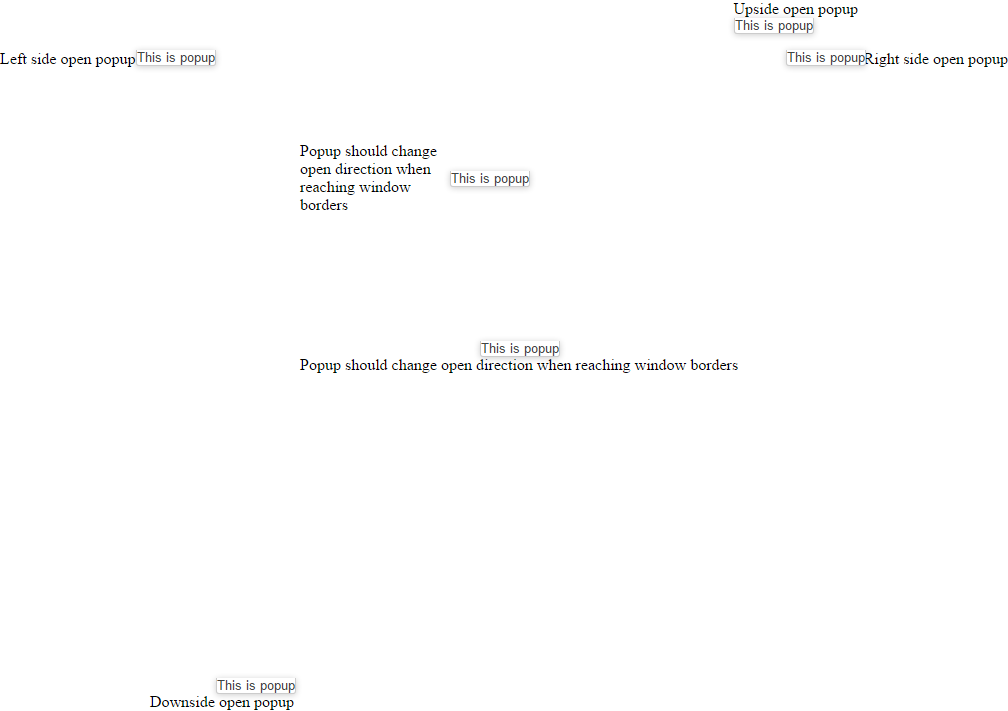 Upside open popup
This is popup
Left side open popup This is popup
This is popup Right side open popup
Popup should change
open direction when
reaching window
borders
This is popup
This is popup
Popup should change open direction when reaching window borders
This is popup
Downside open popup